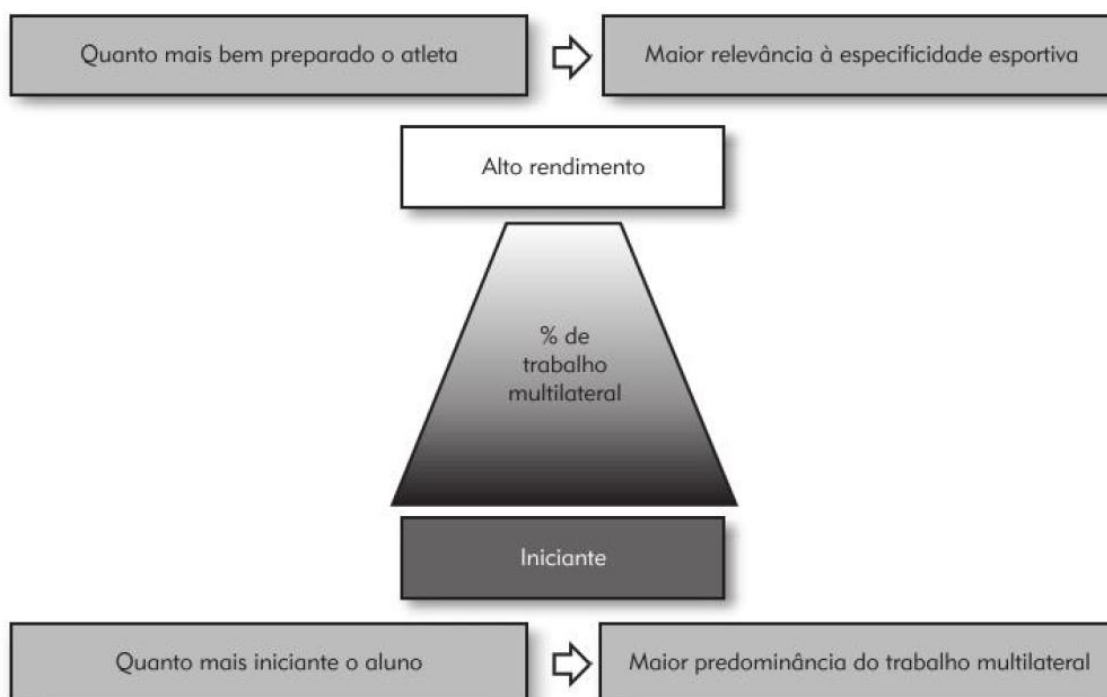 Quanto mais bem preparado o atleta
Maior relevância à especificidade esportiva
Alto rendimento
% de
trabalho
multilateral
Iniciante
Quanto mais iniciante o aluno
Maior predominância do trabalho multilateral